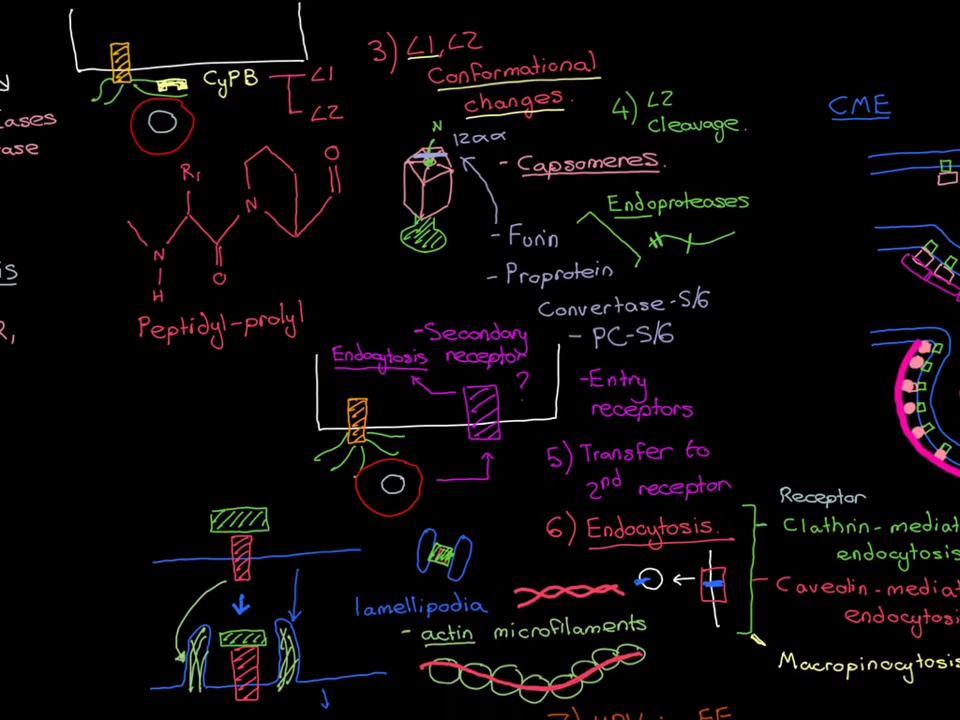 CyPB
L1
L2
3) L1, L2
Conformational
changes.
4) L2
cleavage.
CME
N
12aa
- Capsomeres.
Endoproteases
- Furin
- Proprotein
Convertase-5/6
- PC-5/6
R1
N
O
N
H
O
Peptidyl-prolyl
-Secondary
Endocytosis receptor
?
-Entry
receptors
5) Transfer to
2nd receptor
6) Endocytosis.
Receptor
Clathrin-mediat
endocytosis
Caveolin-mediat
endocytosis
Macropinocytosis
lamellipodia
- actin microfilaments